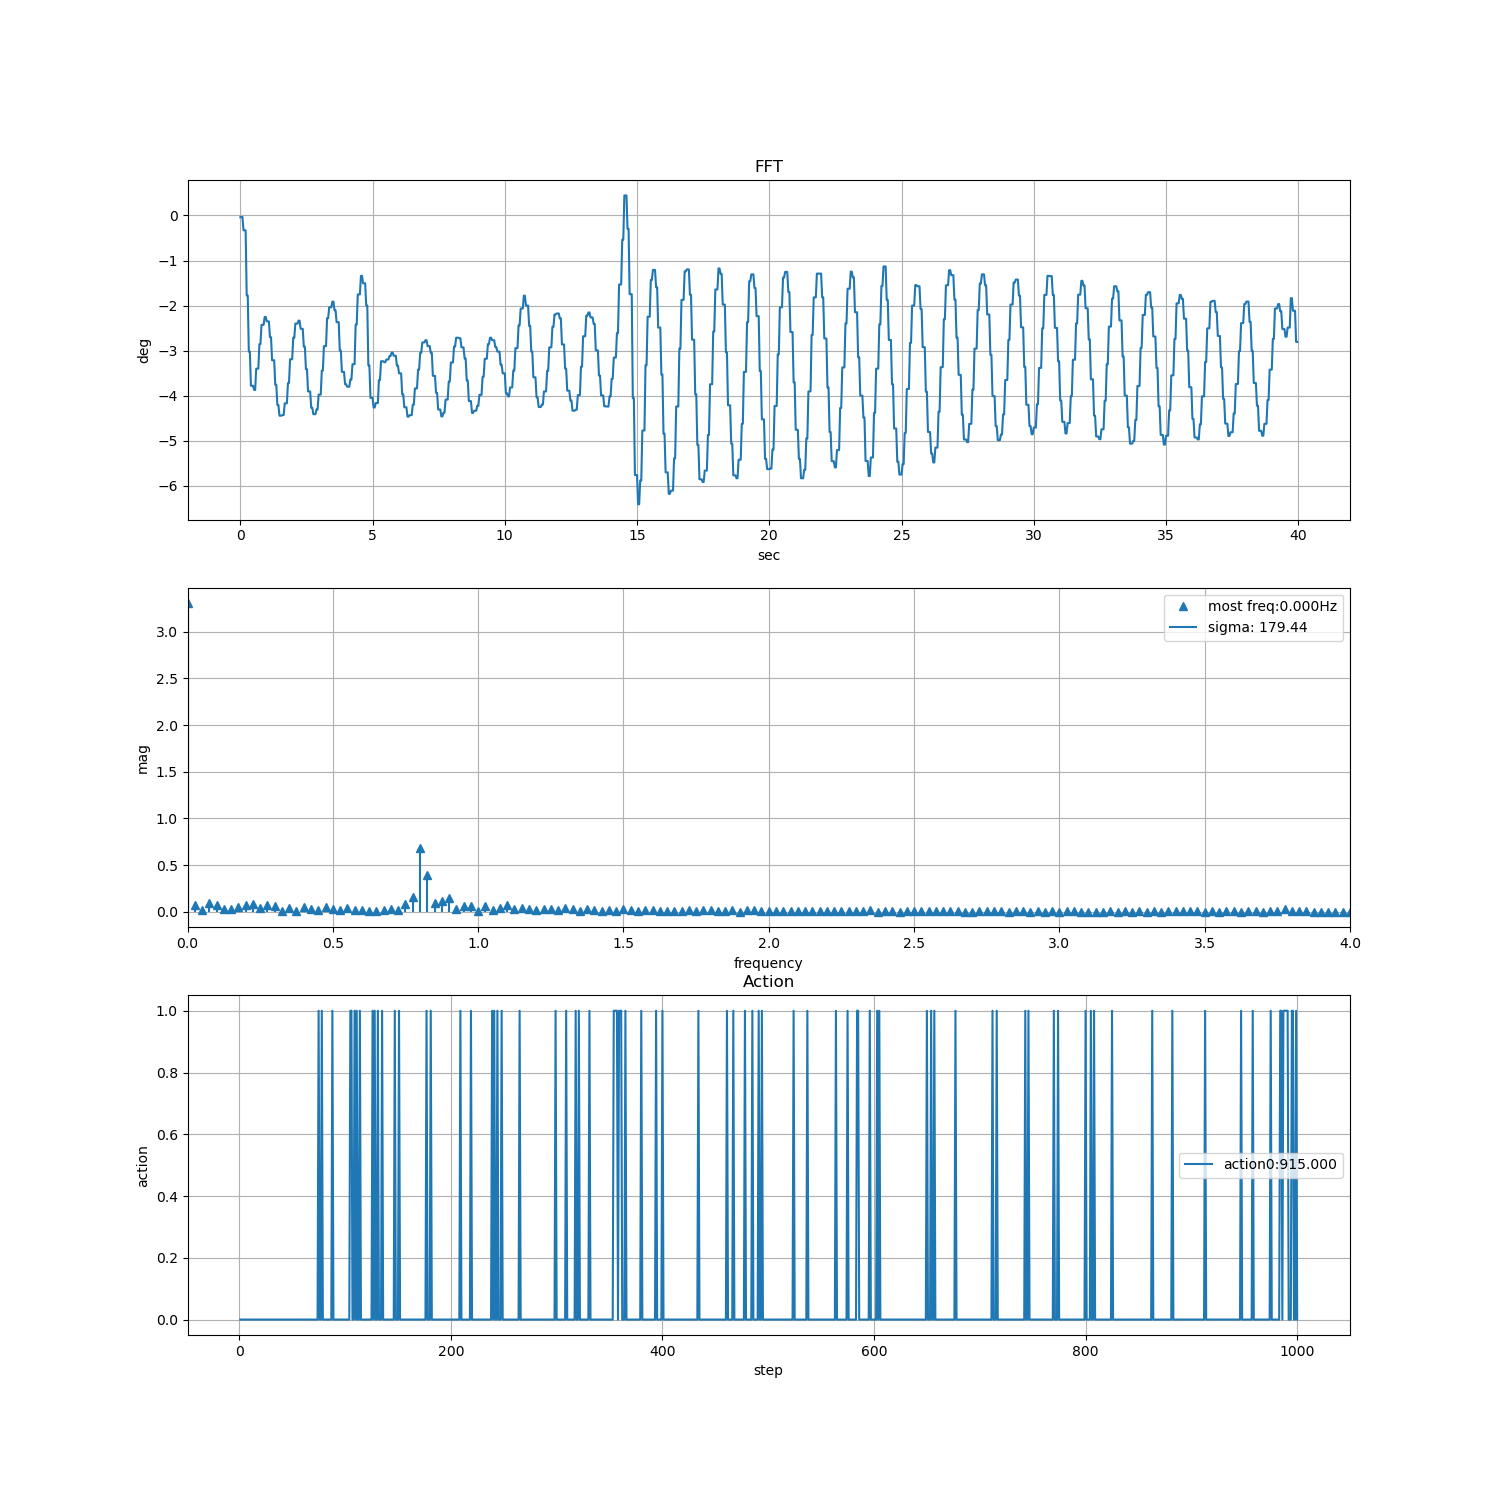 FFT
0
−1
−2
−3
−4
−5
−6
deg
0 5 10 15 20 25 30 35 40
sec
most freq:0.000Hz
sigma: 179.44
3.0
2.5
2.0
1.5
1.0
0.5
0.0
mag
0.0 0.5 1.0 1.5 2.0 2.5 3.0 3.5 4.0
frequency
Action
1.0
0.8
0.6
0.4
0.2
0.0
action
action0:915.000
0 200 400 600 800 1000
step